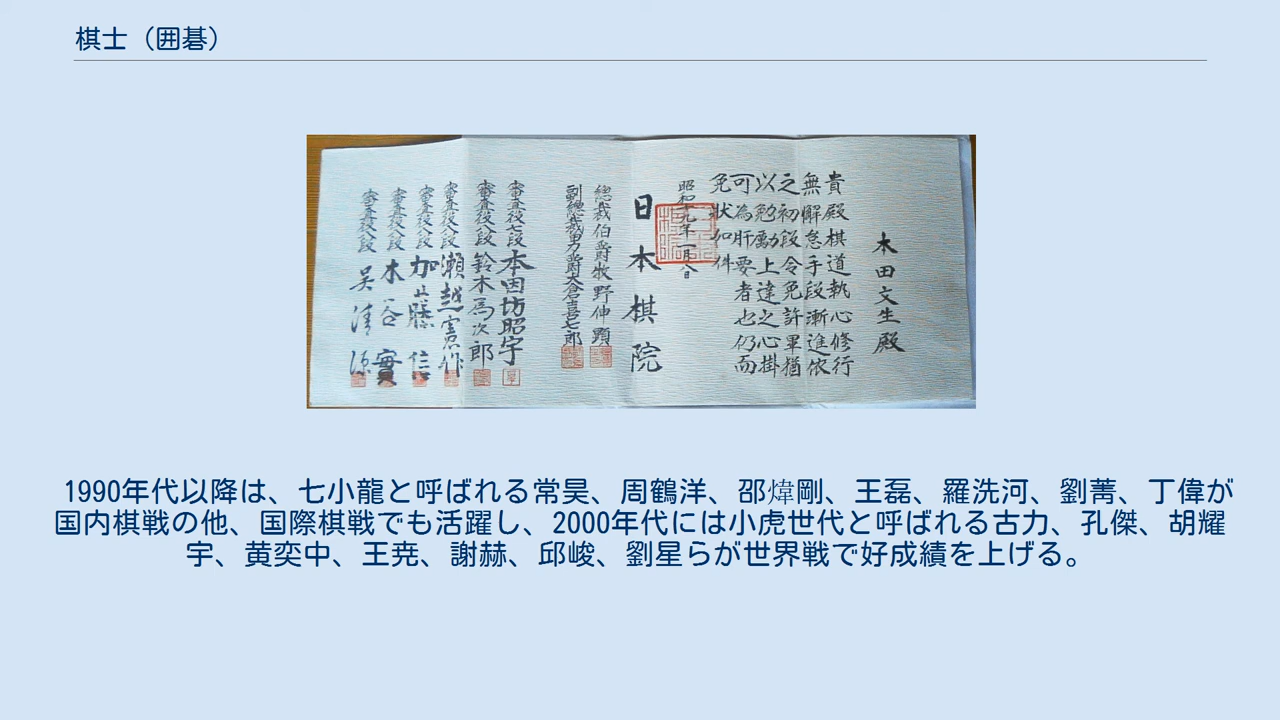 棋士（囲碁）
木田文生殿
貴殿棋道執心修行
無懈怠手段漸進依
之初段令免許畢猶
以勉勵上達之心掛
可為肝要者也仍而
免狀如件
昭和十九年一月八日
日本棋院
総裁伯爵牧野伸顕
副総裁男爵大倉喜七郎
審査役七段本因坊昭宇
審査役八段鈴木為次郎
審査役八段瀬越憲作
審査役八段加藤信
審査役八段木谷實
審査役八段呉清源
1990年代以降は、七小龍と呼ばれる常昊、周鶴洋、邵煒剛、王磊、羅洗河、劉菁、丁偉が
国内棋戦の他、国際棋戦でも活躍し、2000年代には小虎世代と呼ばれる古力、孔傑、胡耀
宇、黄奕中、王尭、謝赫、邱峻、劉星らが世界戦で好成績を上げる。